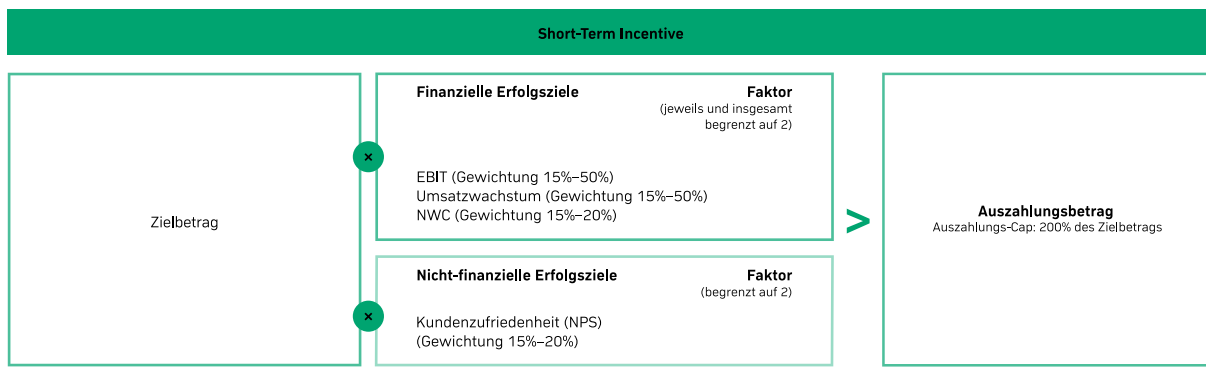 Short-Term Incentive
Zielbetrag
×
Finanzielle Erfolgsziele
Faktor
(jeweils und insgesamt
begrenzt auf 2)
EBIT (Gewichtung 15%–50%)
Umsatzwachstum (Gewichtung 15%–50%)
NWC (Gewichtung 15%–20%)
×
Nicht-finanzielle Erfolgsziele
Faktor
(begrenzt auf 2)
Kundenzufriedenheit (NPS)
(Gewichtung 15%–20%)
>
Auszahlungsbetrag
Auszahlungs-Cap: 200% des Zielbetrags